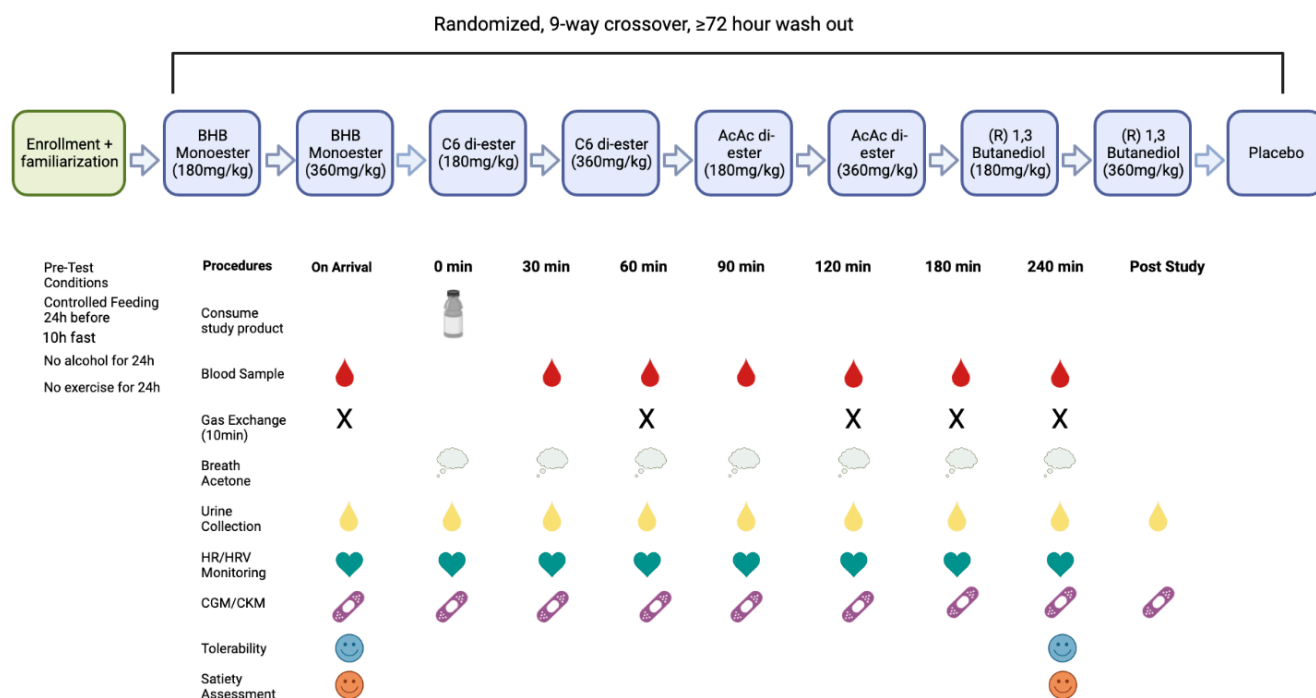 Randomized, 9-way crossover, ≥72 hour wash out
Enrollment +
familiarization
BHB
Monoester
(180mg/kg)
BHB
Monoester
(360mg/kg)
C6 di-ester
(180mg/kg)
C6 di-ester
(360mg/kg)
AcAc di-
ester
(180mg/kg)
AcAc di-
ester
(360mg/kg)
(R) 1,3
Butanediol
(180mg/kg)
(R) 1,3
Butanediol
(360mg/kg)
Placebo
Pre-Test
Conditions
Controlled Feeding
24h before
10h fast
No alcohol for 24h
No exercise for 24h
Procedures On Arrival 0 min 30 min 60 min 90 min 120 min 180 min 240 min Post Study
Consume
study product
Blood Sample
Gas Exchange
(10min)
X X X X X
Breath
Acetone
Urine
Collection
HR/HRV
Monitoring
CGM/CKM
Tolerability
Satiety
Assessment